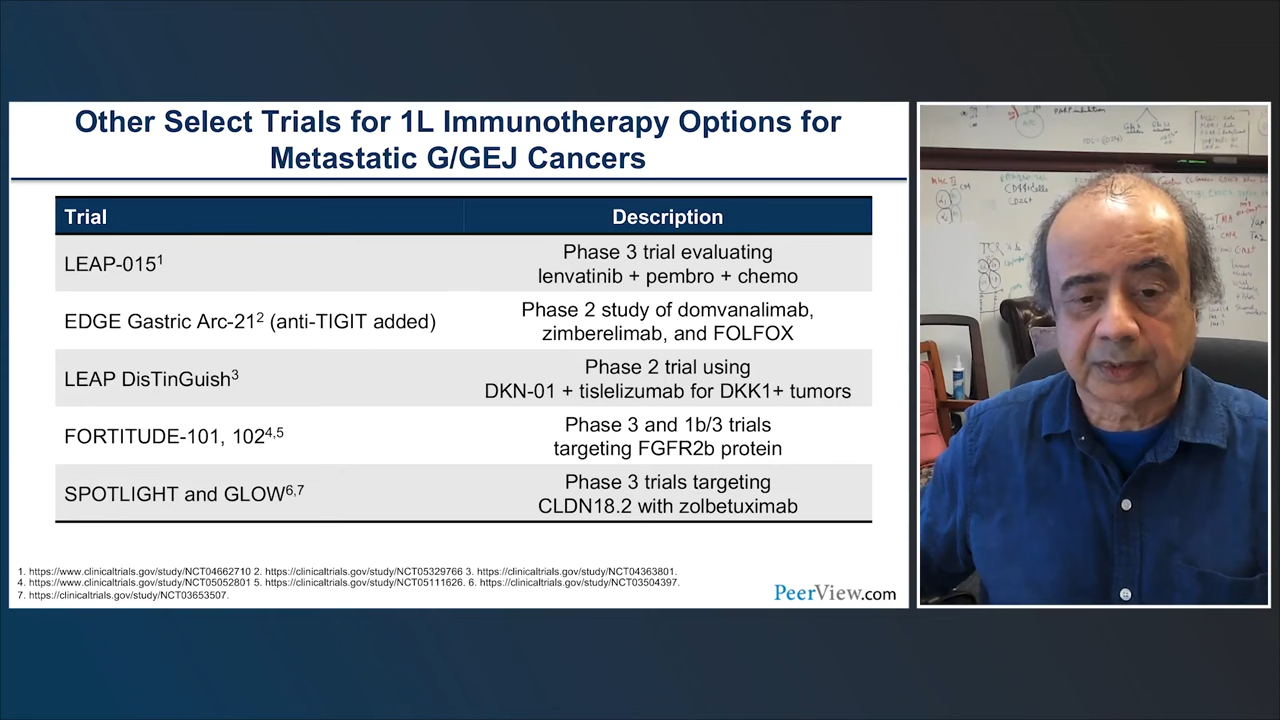 Other Select Trials for 1L Immunotherapy Options for
Metastatic G/GEJ Cancers
Trial
Description
LEAP-015¹
Phase 3 trial evaluating
lenvatinib + pembro + chemo
EDGE Gastric Arc-21² (anti-TIGIT added)
Phase 2 study of domvanalimab,
zimberelimab, and FOLFOX
LEAP DisTinGuish³
Phase 2 trial using
DKN-01 + tislelizumab for DKK1+ tumors
FORTITUDE-101, 102⁴,⁵
Phase 3 and 1b/3 trials
targeting FGFR2b protein
SPOTLIGHT and GLOW⁶,⁷
Phase 3 trials targeting
CLDN18.2 with zolbetuximab
1. https://www.clinicaltrials.gov/study/NCT04662710 2. https://clinicaltrials.gov/study/NCT05329766 3. https://clinicaltrials.gov/study/NCT04363801.
4. https://www.clinicaltrials.gov/study/NCT05052801 5. https://clinicaltrials.gov/study/NCT05111626. 6. https://clinicaltrials.gov/study/NCT03504397.
7. https://clinicaltrials.gov/study/NCT03653507.
PeerView.com
CD4+ cells
TCR
TMA